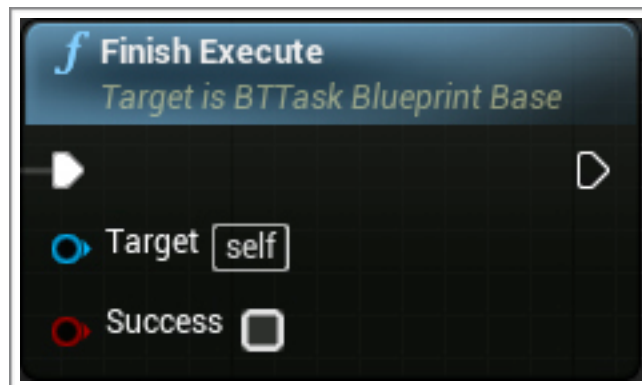 f Finish Execute
Target is BTTask Blueprint Base
Target self
Success